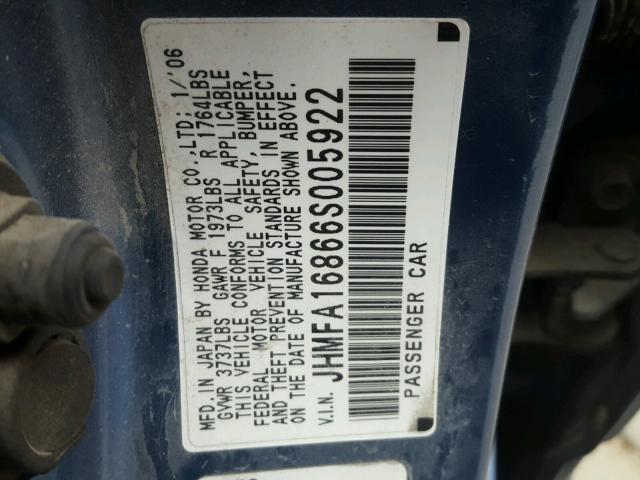 MFD. IN JAPAN BY HONDA MOTOR CO.,LTD; 1/'06
GVWR 3737LBS GAWR F 1973LBS R 1764LBS
THIS VEHICLE CONFORMS TO ALL APPLICABLE
FEDERAL MOTOR VEHICLE SAFETY, BUMPER,
AND THEFT PREVENTION STANDARDS IN EFFECT
ON THE DATE OF MANUFACTURE SHOWN ABOVE.
V.I.N. JHMFA16866S005922
PASSENGER CAR